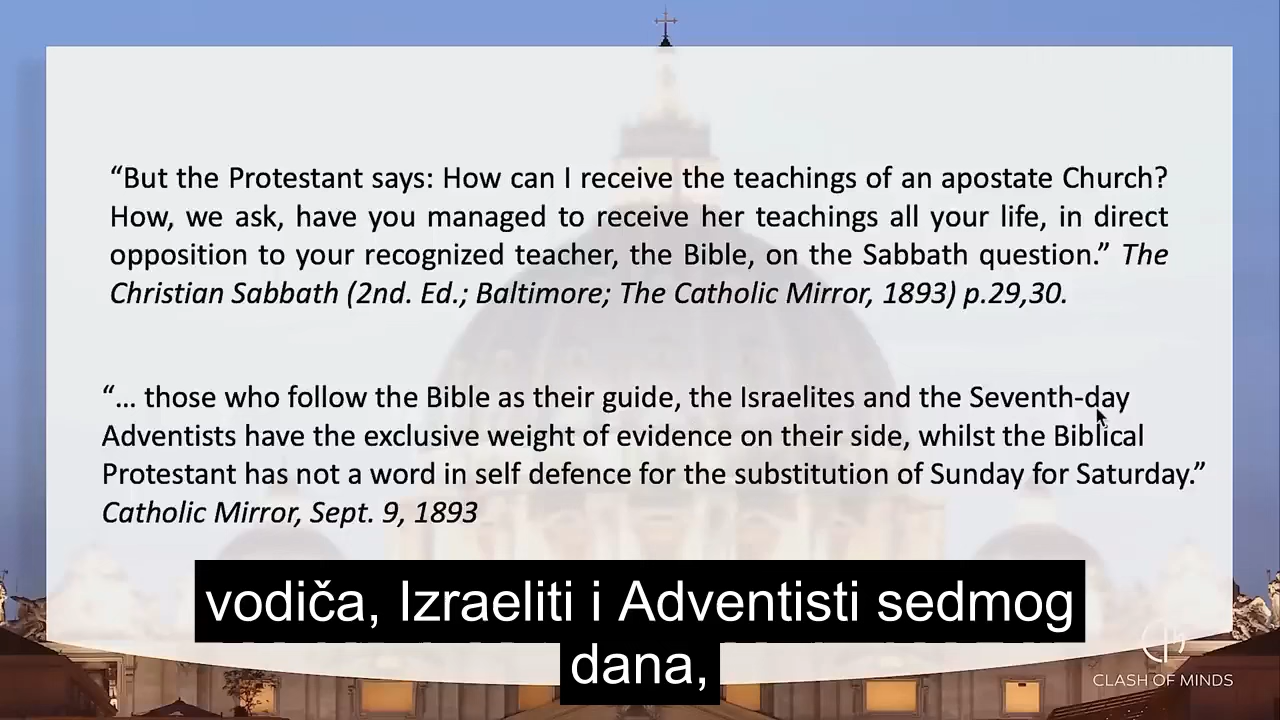 “But the Protestant says: How can I receive the teachings of an apostate Church?
How, we ask, have you managed to receive her teachings all your life, in direct
opposition to your recognized teacher, the Bible, on the Sabbath question.” The
Christian Sabbath (2nd. Ed.; Baltimore; The Catholic Mirror, 1893) p.29,30.
“… those who follow the Bible as their guide, the Israelites and the Seventh-day
Adventists have the exclusive weight of evidence on their side, whilst the Biblical
Protestant has not a word in self defence for the substitution of Sunday for Saturday.”
Catholic Mirror, Sept. 9, 1893
vodiča, Izraeliti i Adventisti sedmog
dana,
CLASH OF MINDS